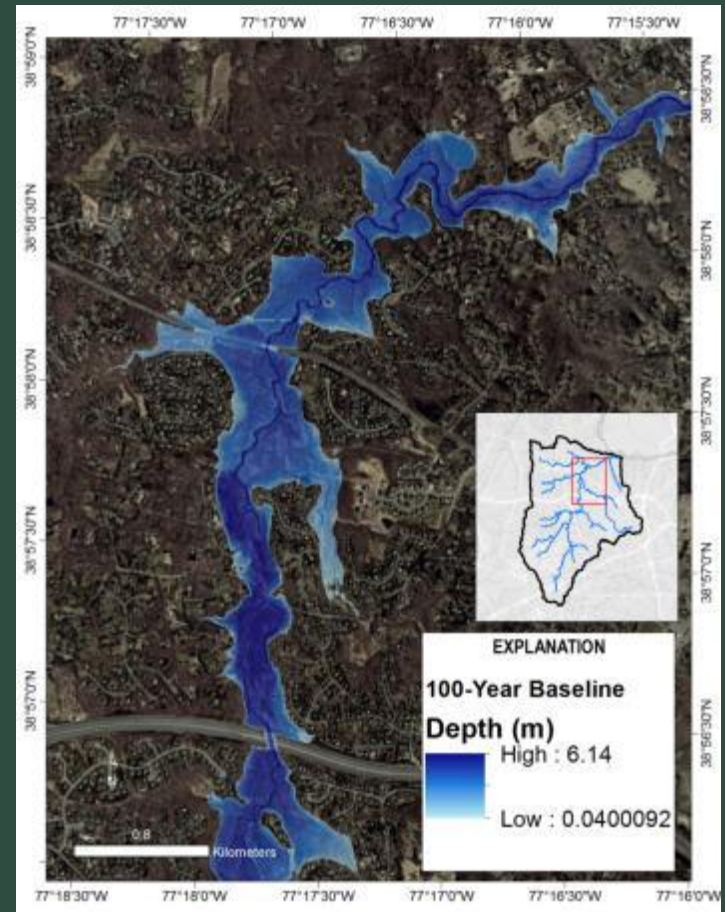 77°17'30"W 77°17'0"W 77°16'30"W 77°16'0"W 77°15'30"W
38°59'0"N
38°58'30"N
38°58'30"N
38°58'0"N
38°58'0"N
38°57'30"N
38°57'30"N
38°57'0"N
38°57'0"N
38°56'30"N
EXPLANATION
100-Year Baseline
Depth (m)
High : 6.14
Low : 0.0400092
0.8
Kilometers
77°18'30"W 77°18'0"W 77°17'30"W 77°17'0"W 77°16'30"W 77°16'0"W